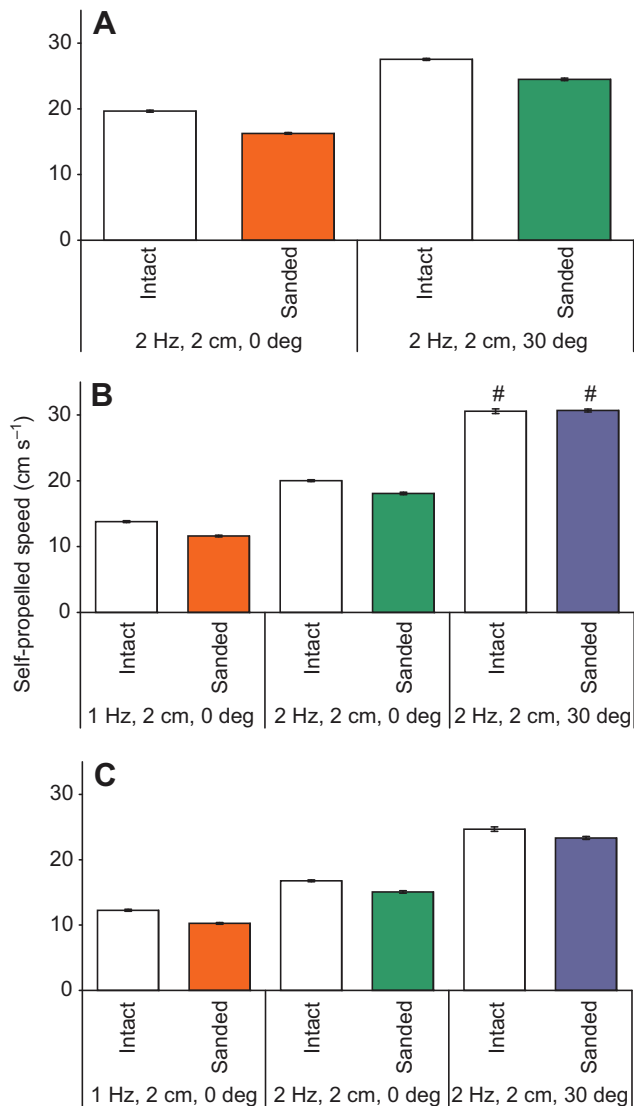 A
30
20
10
0
Intact
Sanded
Intact
Sanded
2 Hz, 2 cm, 0 deg
2 Hz, 2 cm, 30 deg
Self-propelled speed (cm s⁻¹)
B
# #
30
20
10
0
Intact
Sanded
Intact
Sanded
Intact
Sanded
1 Hz, 2 cm, 0 deg
2 Hz, 2 cm, 0 deg
2 Hz, 2 cm, 30 deg
C
30
20
10
0
Intact
Sanded
Intact
Sanded
Intact
Sanded
1 Hz, 2 cm, 0 deg
2 Hz, 2 cm, 0 deg
2 Hz, 2 cm, 30 deg